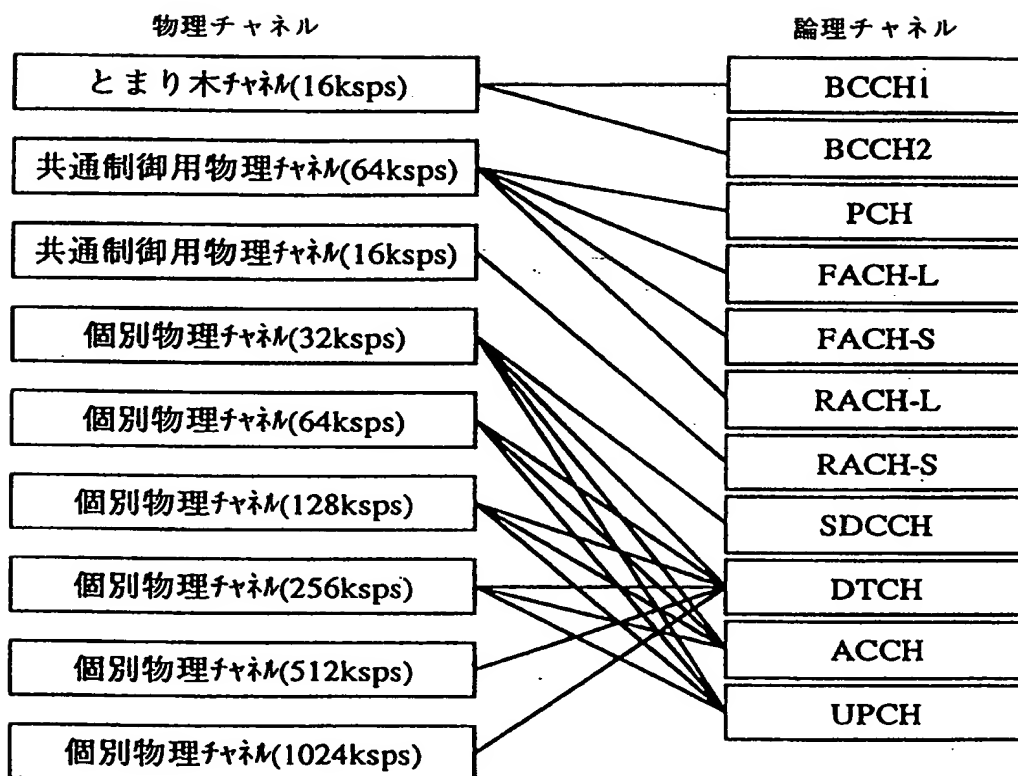 物理チャネル
論理チャネル
とまり木チャネル(16ksps)
共通制御用物理チャネル(64ksps)
共通制御用物理チャネル(16ksps)
個別物理チャネル(32ksps)
個別物理チャネル(64ksps)
個別物理チャネル(128ksps)
個別物理チャネル(256ksps)
個別物理チャネル(512ksps)
個別物理チャネル(1024ksps)
BCCH1
BCCH2
PCH
FACH-L
FACH-S
RACH-L
RACH-S
SDCCH
DTCH
ACCH
UPCH